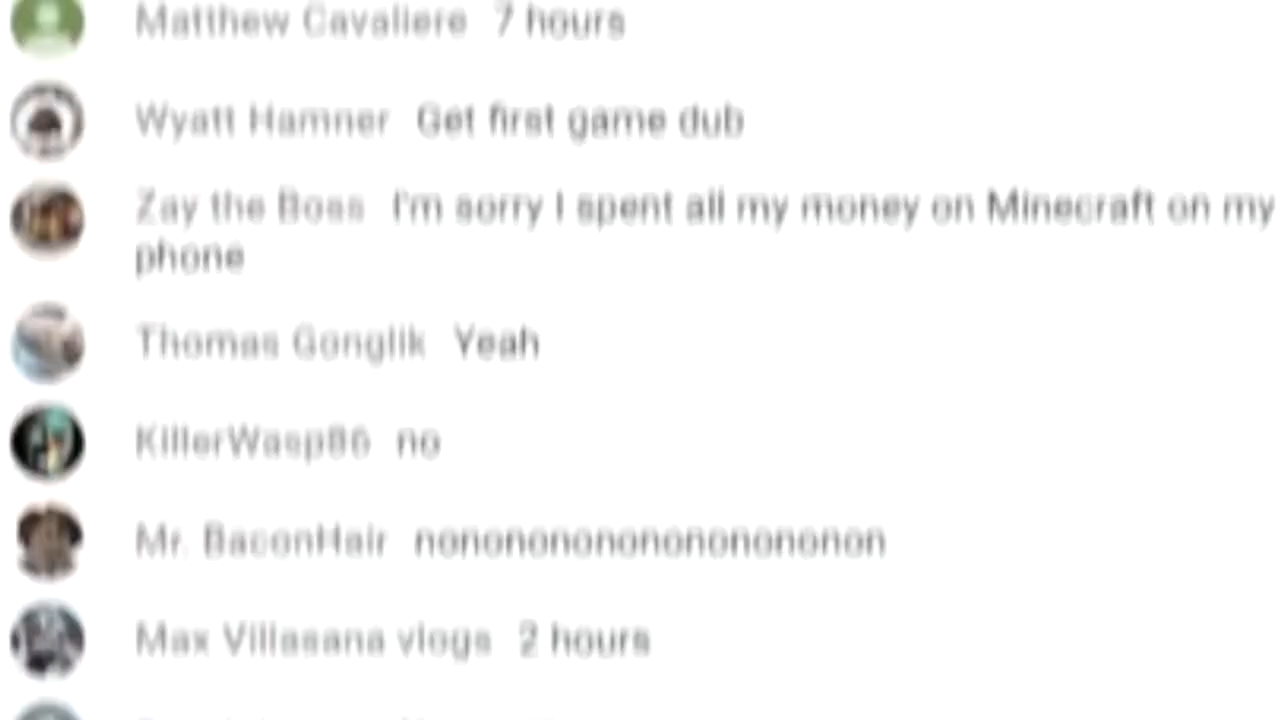 Matthew Cavaliere 7 hours
Wyatt Hamner Get first game dub
Zay the Boss I'm sorry I spent all my money on Minecraft on my
phone
Thomas Gonglik Yeah
KillerWasp86 no
Mr. BaconHair nononononononononononon
Max Villasana vlogs 2 hours